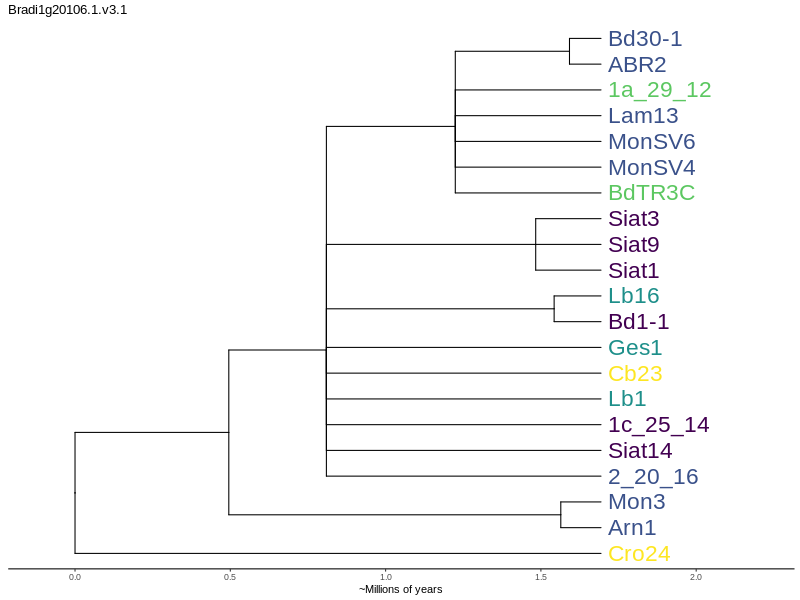 Bradi1g20106.1.v3.1
Bd30-1
ABR2
1a_29_12
Lam13
MonSV6
MonSV4
BdTR3C
Siat3
Siat9
Siat1
Lb16
Bd1-1
Ges1
Cb23
Lb1
1c_25_14
Siat14
2_20_16
Mon3
Arn1
Cro24
0.0 0.5 1.0 1.5 2.0
~Millions of years